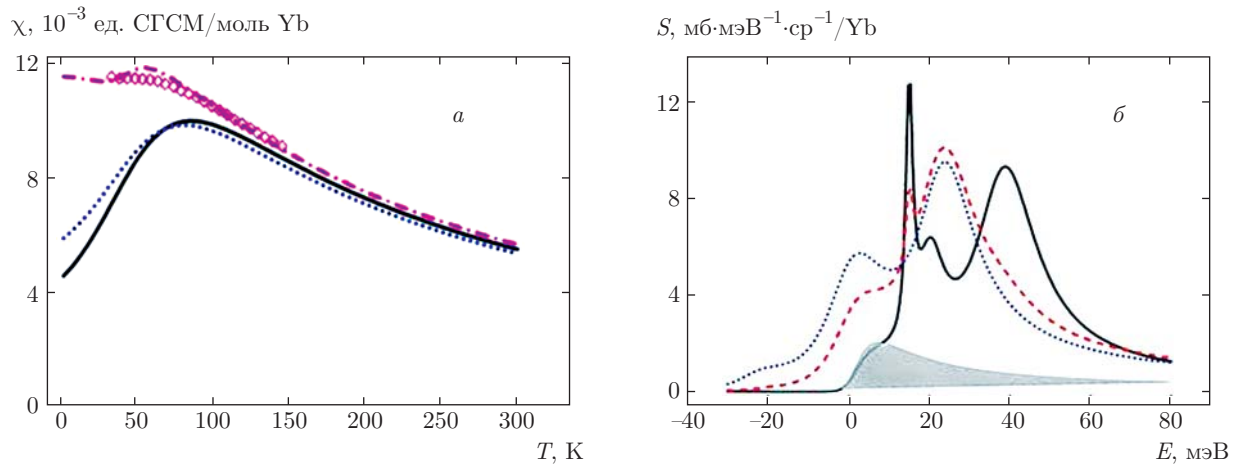 χ, 10⁻³ ед. СГСМ/моль Yb
12
8
4
0
а
0 50 100 150 200 250 300
T, K
S, мб·мэВ⁻¹·ср⁻¹/Yb
12
8
4
0
б
–40 –20 0 20 40 60 80
E, мэВ